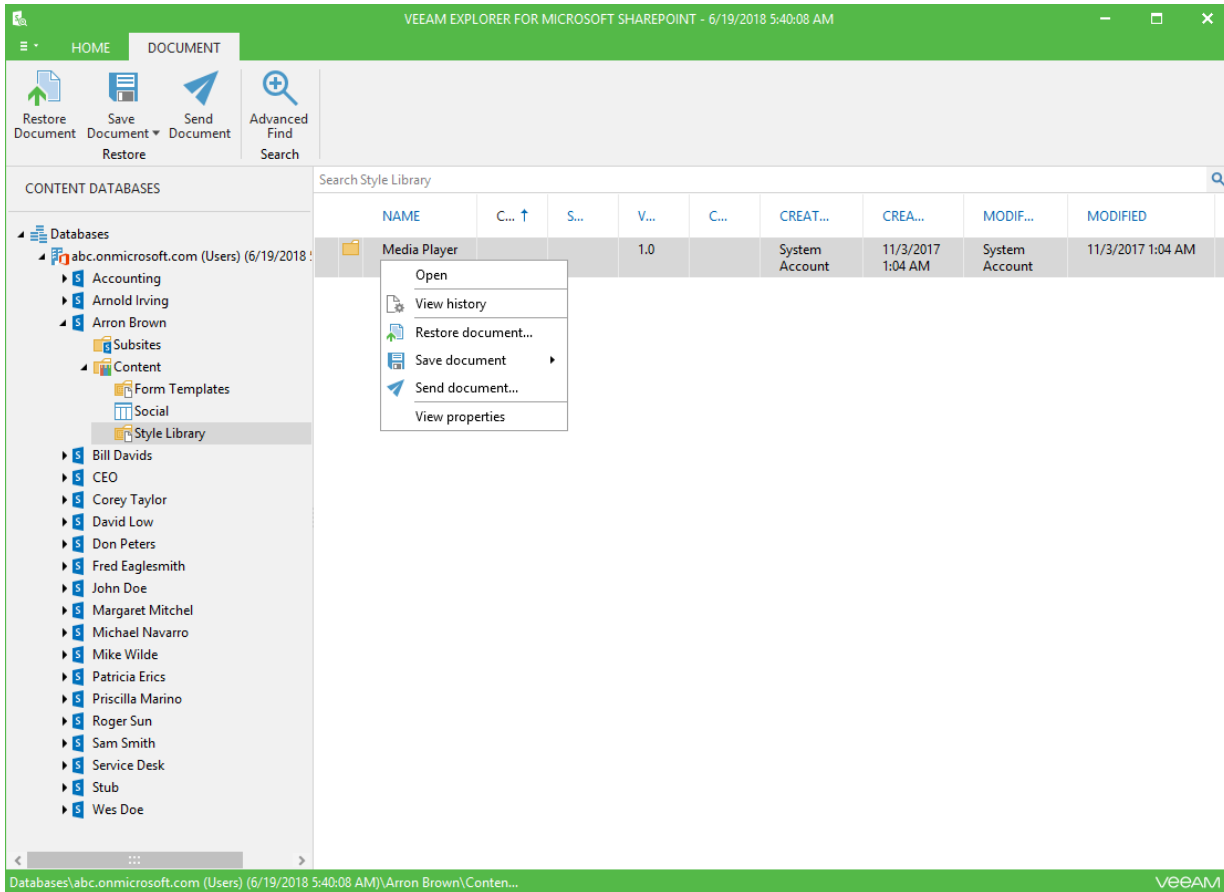 VEEAM EXPLORER FOR MICROSOFT SHAREPOINT - 6/19/2018 5:40:08 AM
HOME
DOCUMENT
Restore
Document
Save
Document
Send
Document
Advanced
Find
Restore
Search
CONTENT DATABASES
Databases
abc.onmicrosoft.com (Users) (6/19/2018 5
Accounting
Arnold Irving
Arron Brown
Subsites
Content
Form Templates
Social
Style Library
Bill Davids
CEO
Corey Taylor
David Low
Don Peters
Fred Eaglesmith
John Doe
Margaret Mitchel
Michael Navarro
Mike Wilde
Patricia Erics
Priscilla Marino
Roger Sun
Sam Smith
Service Desk
Stub
Wes Doe
Search Style Library
NAME C... ↑ S... V... C... CREAT... CREA... MODIF... MODIFIED
Media Player 1.0 System Account 11/3/2017 1:04 AM System Account 11/3/2017 1:04 AM
Open
View history
Restore document...
Save document
Send document...
View properties
Databases\abc.onmicrosoft.com (Users) (6/19/2018 5:40:08 AM)\Arron Brown\Conten...
veeAM